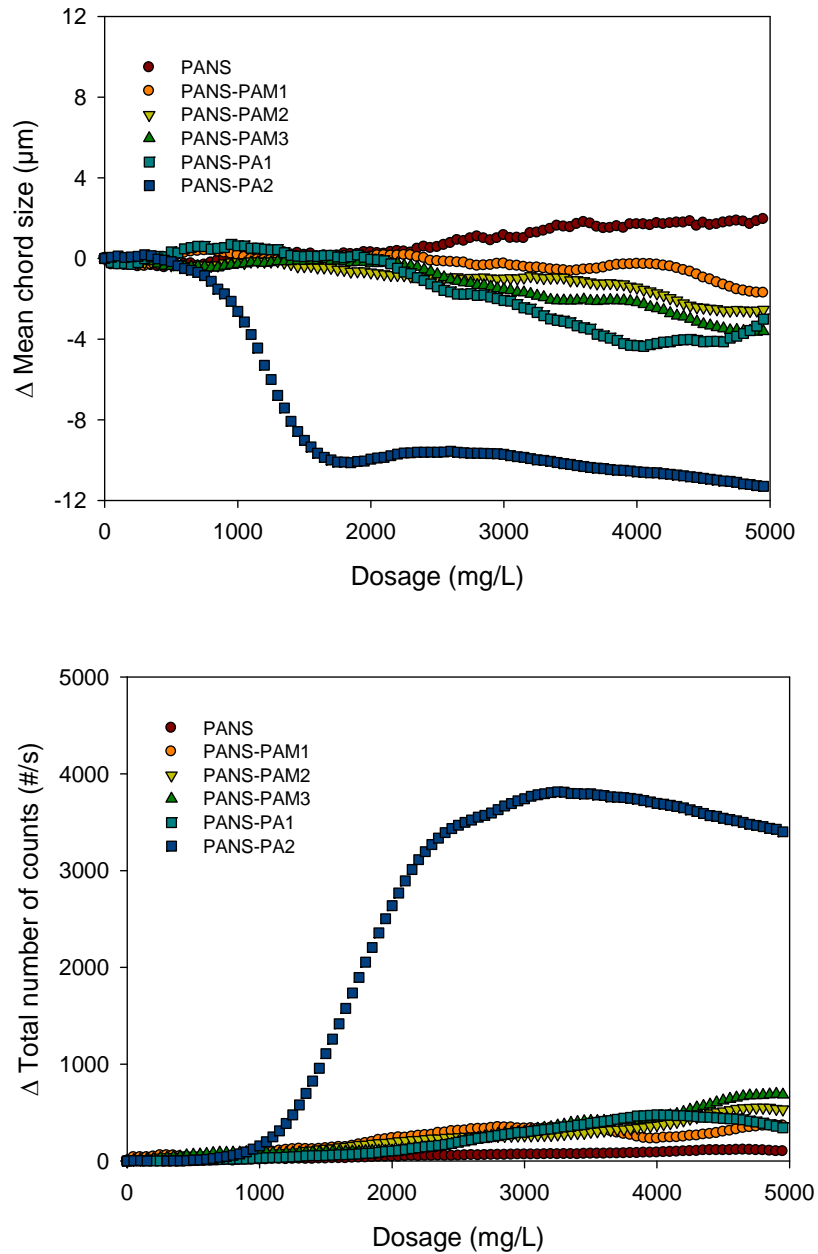 12
8
4
0
-4
-8
-12
Δ Mean chord size (µm)
PANS
PANS-PAM1
PANS-PAM2
PANS-PAM3
PANS-PA1
PANS-PA2
0 1000 2000 3000 4000 5000
Dosage (mg/L)
5000
4000
3000
2000
1000
0
Δ Total number of counts (#/s)
PANS
PANS-PAM1
PANS-PAM2
PANS-PAM3
PANS-PA1
PANS-PA2
0 1000 2000 3000 4000 5000
Dosage (mg/L)